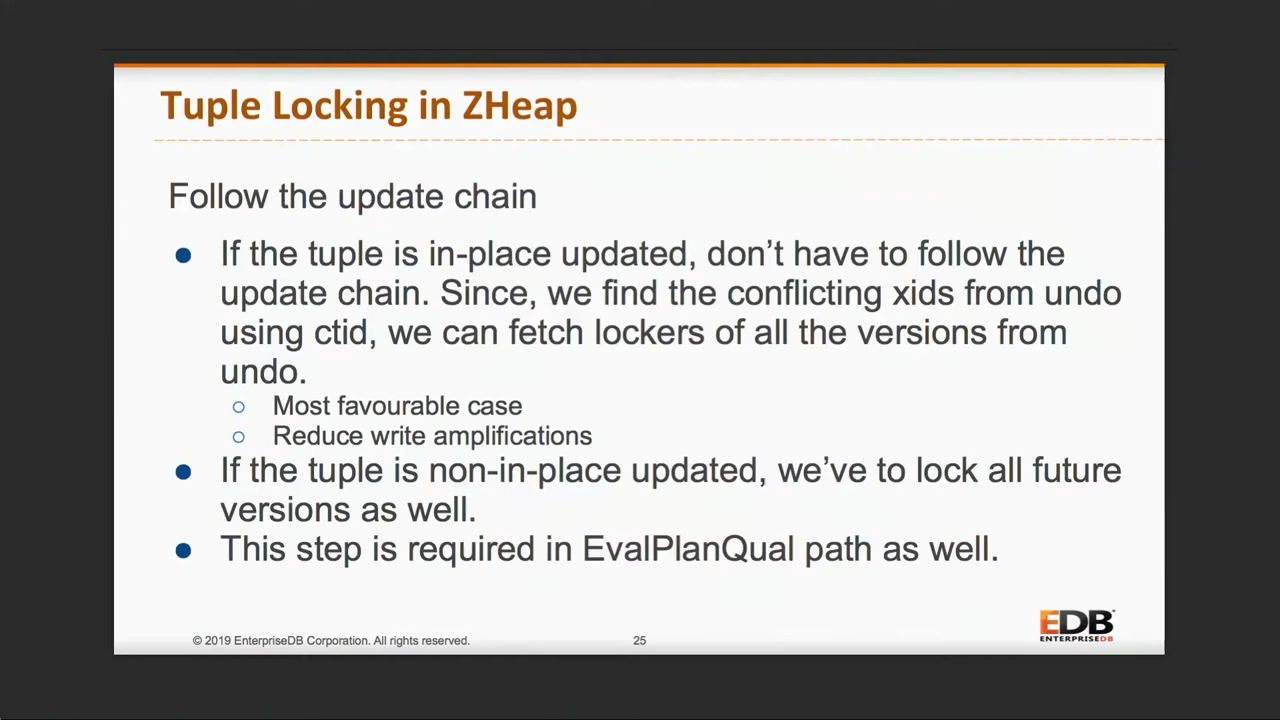 Tuple Locking in ZHeap
Follow the update chain
● If the tuple is in-place updated, don’t have to follow the
update chain. Since, we find the conflicting xids from undo
using ctid, we can fetch lockers of all the versions from
undo.
○ Most favourable case
○ Reduce write amplifications
● If the tuple is non-in-place updated, we’ve to lock all future
versions as well.
● This step is required in EvalPlanQual path as well.
© 2019 EnterpriseDB Corporation. All rights reserved.
25
EDB
ENTERPRISEDB